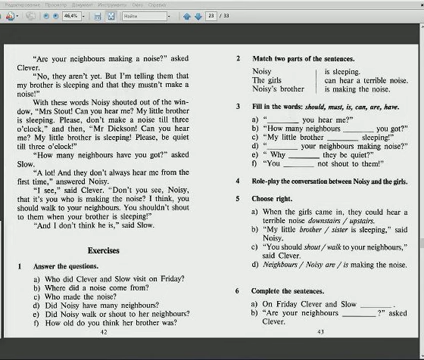 44,4%
Найти
23 / 33
"Are your neighbours making a noise?" asked
Clever.
"No, they aren't yet. But I'm telling them that
my brother is sleeping and that they mustn't make a
noise!"
With these words Noisy shouted out of the win-
dow, "Mrs Stout! Can you hear me? My little brother
is sleeping. Please, don't make a noise till three
o'clock," and then, "Mr Dickson! Can you hear
me? My little brother is sleeping! Please, be quiet
till three o'clock!"
"How many neighbours have you got?" asked
Slow.
"A lot! And they don't always hear me from the
first time," answered Noisy.
"I see," said Clever. "Don't you see, Noisy,
that it's you who is making the noise? I think, you
should walk to your neighbours. You shouldn't shout
to them when your brother is sleeping!"
"And I don't think he is," said Slow.
Exercises
1 Answer the questions.
a) Who did Clever and Slow visit on Friday?
b) Where did a noise come from?
c) Who made the noise?
d) Did Noisy have many neighbours?
e) Did Noisy walk or shout to her neighbours?
f) How old do you think her brother was?
42
2 Match two parts of the sentences.
Noisy is sleeping.
The girls can hear a terrible noise.
Noisy's brother is making the noise.
3 Fill in the words: should, must, is, can, are, have.
a) "______ you hear me?"
b) "How many neighbours ______ you got?"
c) "My little brother ______ sleeping!"
d) "______ your neighbours making noise?"
e) "Why ______ they be quiet?"
f) "You ______ not shout to them!"
4 Role-play the conversation between Noisy and the girls.
5 Choose right.
a) When the girls came in, they could hear a
terrible noise downstairs / upstairs.
b) "My little brother / sister is sleeping," said
Noisy.
c) "You should shout / walk to your neighbours,"
said Clever.
d) Neighbours / Noisy are / is making the noise.
6 Complete the sentences.
a) On Friday Clever and Slow ______.
b) "Are your neighbours ______?" asked
Clever.
43